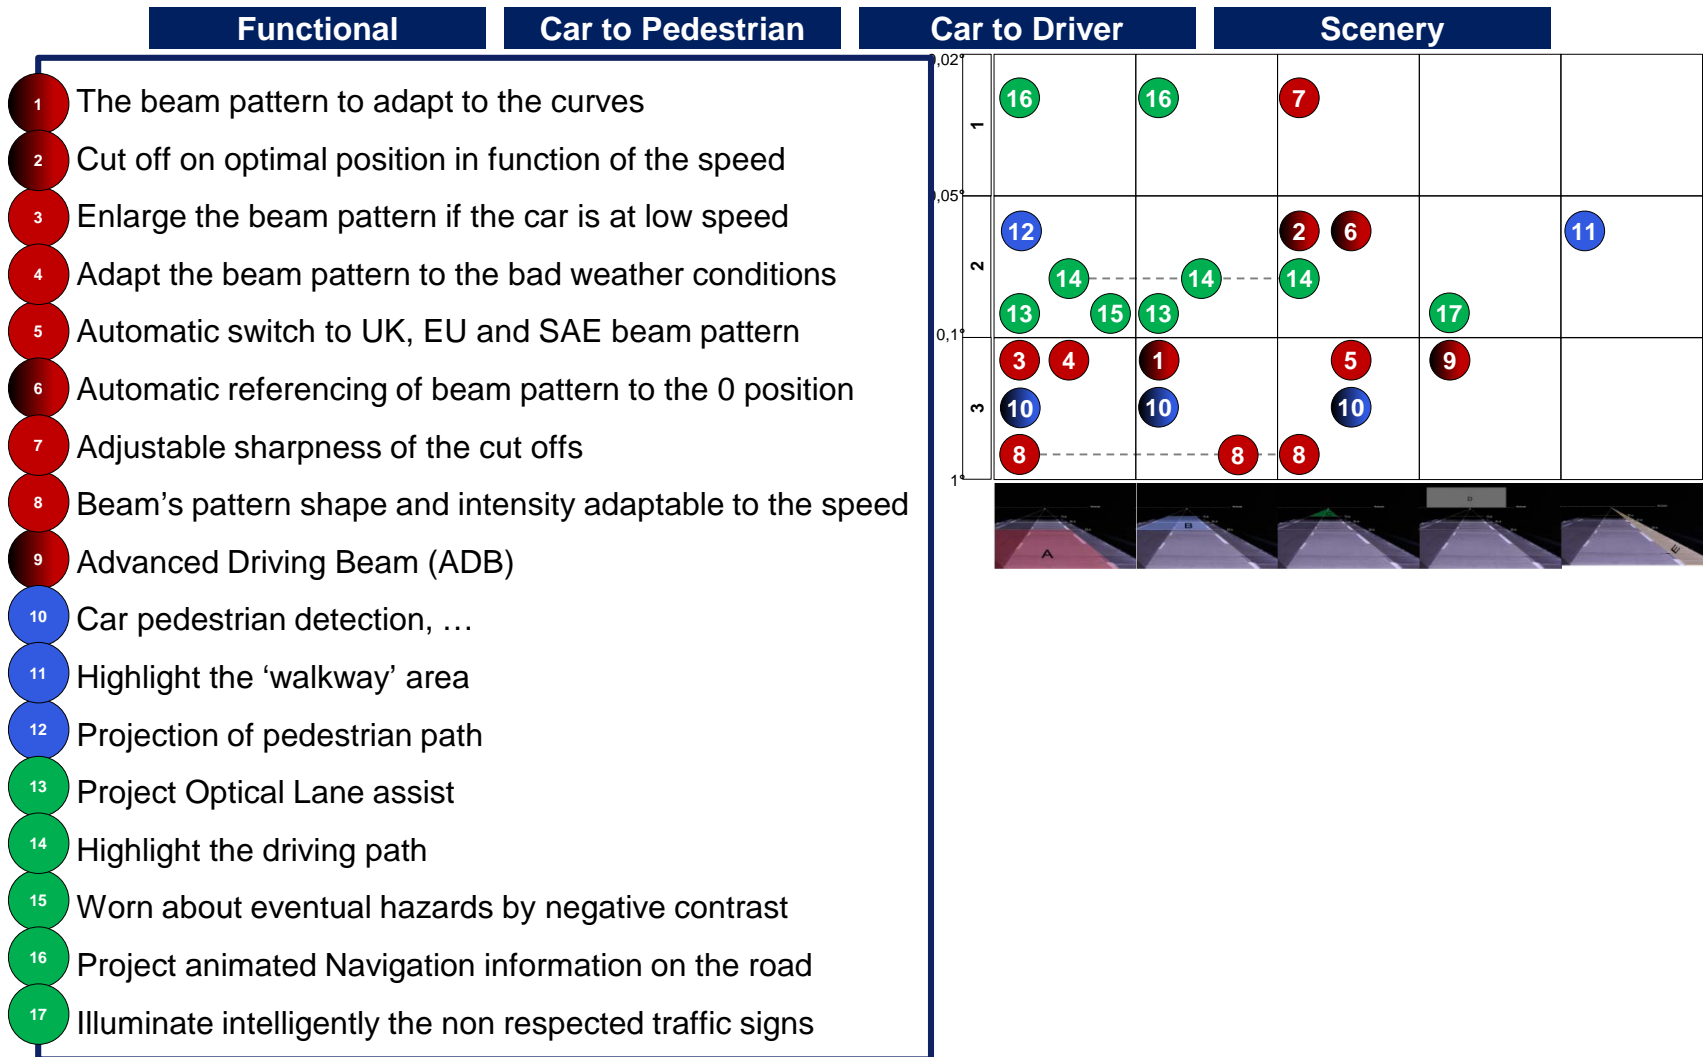 Functional
Car to Pedestrian
Car to Driver
Scenery
1 The beam pattern to adapt to the curves
2 Cut off on optimal position in function of the speed
3 Enlarge the beam pattern if the car is at low speed
4 Adapt the beam pattern to the bad weather conditions
5 Automatic switch to UK, EU and SAE beam pattern
6 Automatic referencing of beam pattern to the 0 position
7 Adjustable sharpness of the cut offs
8 Beam’s pattern shape and intensity adaptable to the speed
9 Advanced Driving Beam (ADB)
10 Car pedestrian detection, …
11 Highlight the ‘walkway’ area
12 Projection of pedestrian path
13 Project Optical Lane assist
14 Highlight the driving path
15 Worn about eventual hazards by negative contrast
16 Project animated Navigation information on the road
17 Illuminate intelligently the non respected traffic signs
0,02°
1
16 16 7
0,05°
2
12 2 6 11
14 14 14
13 15 13 17
0,1°
3
3 4 1 5 9
10 10 10
8 8 8
1°
A B D E